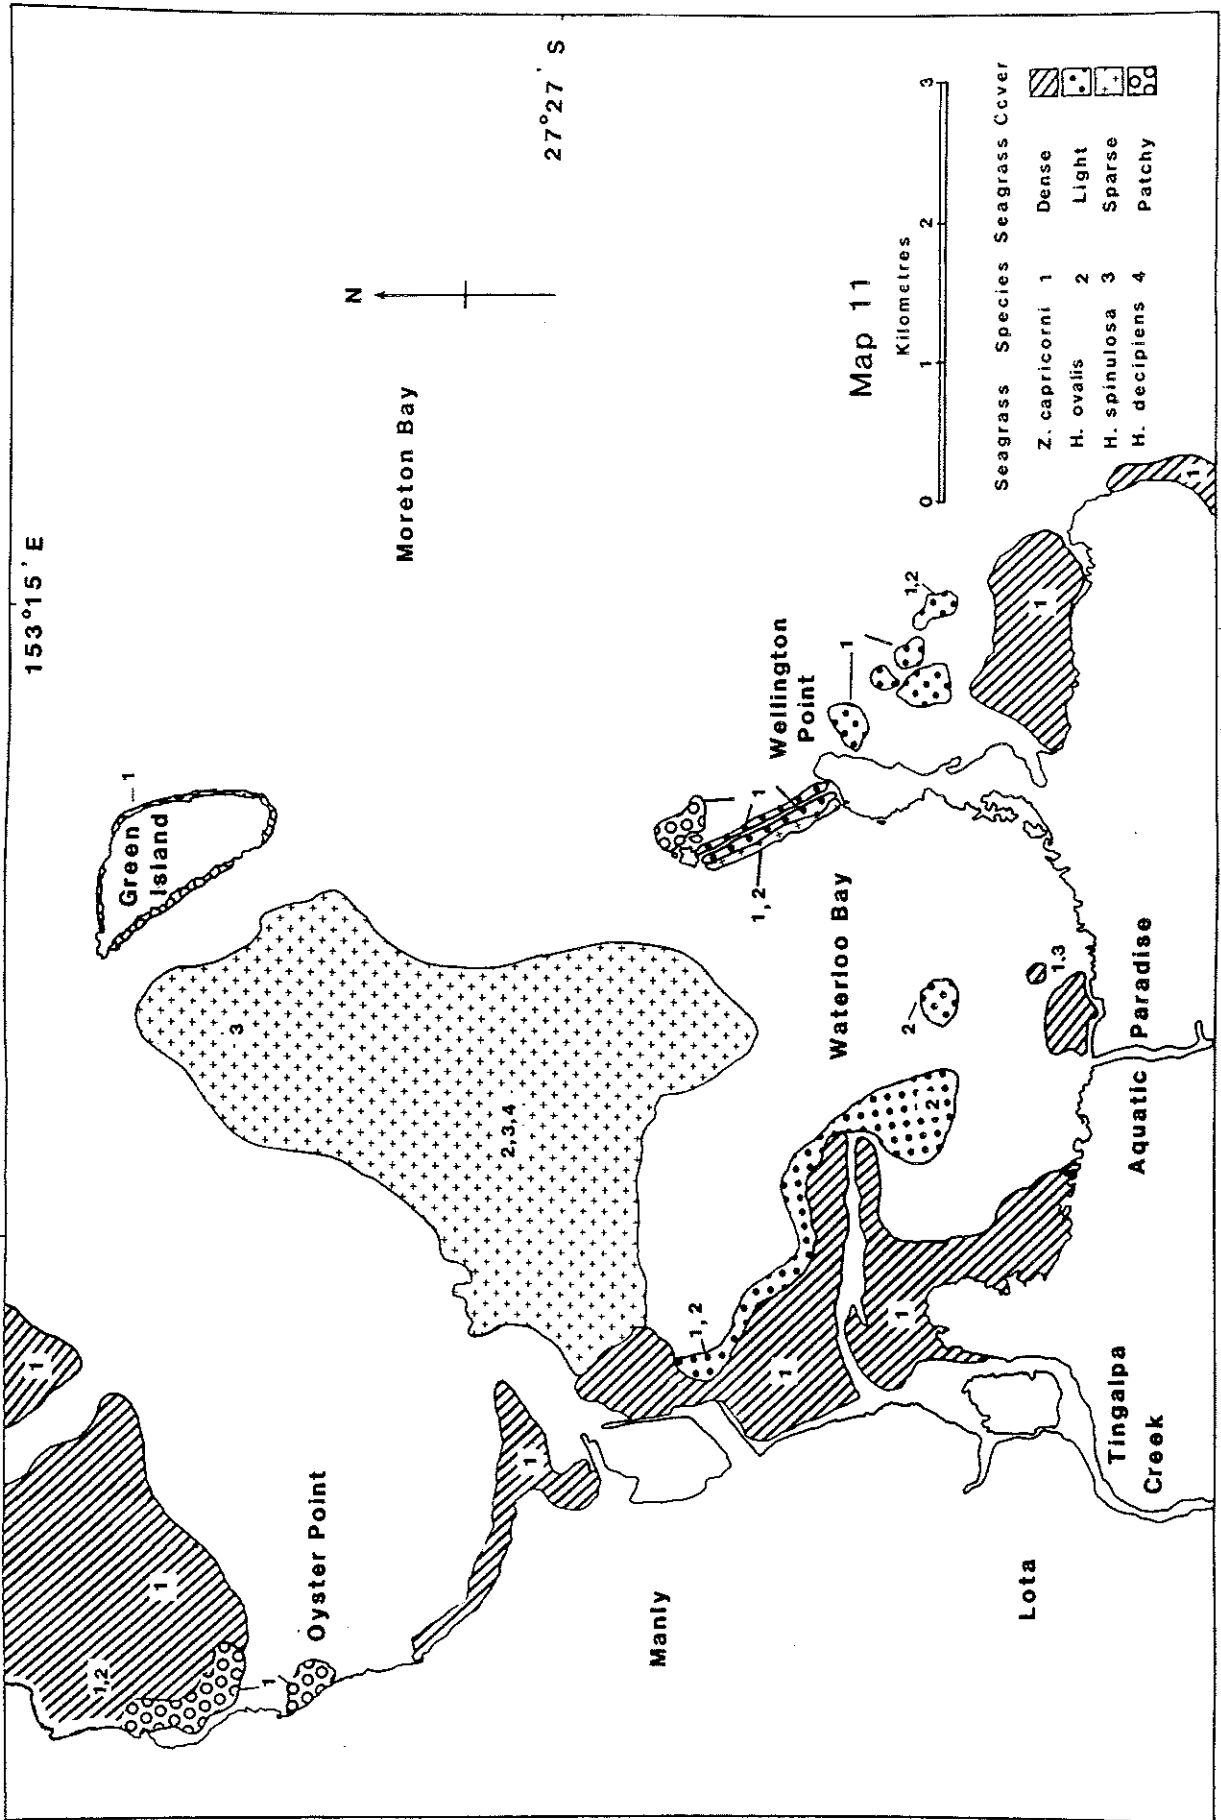 153°15' E
27°27' S
N
Moreton Bay
Green
Island
1
3
2,3,4
1
1
1,2
1
Oyster Point
1
Manly
Lota
Tingalpa
Creek
1,2
1
1
2
2
Waterloo Bay
1,2
1
Wellington
Point
1
1,2
1
1
1.3
Aquatic Paradise
Map 11
Kilometres
0 1 2 3
Seagrass Species Seagrass Cover
Z. capricorni 1 Dense
H. ovalis 2 Light
H. spinulosa 3 Sparse
H. decipiens 4 Patchy